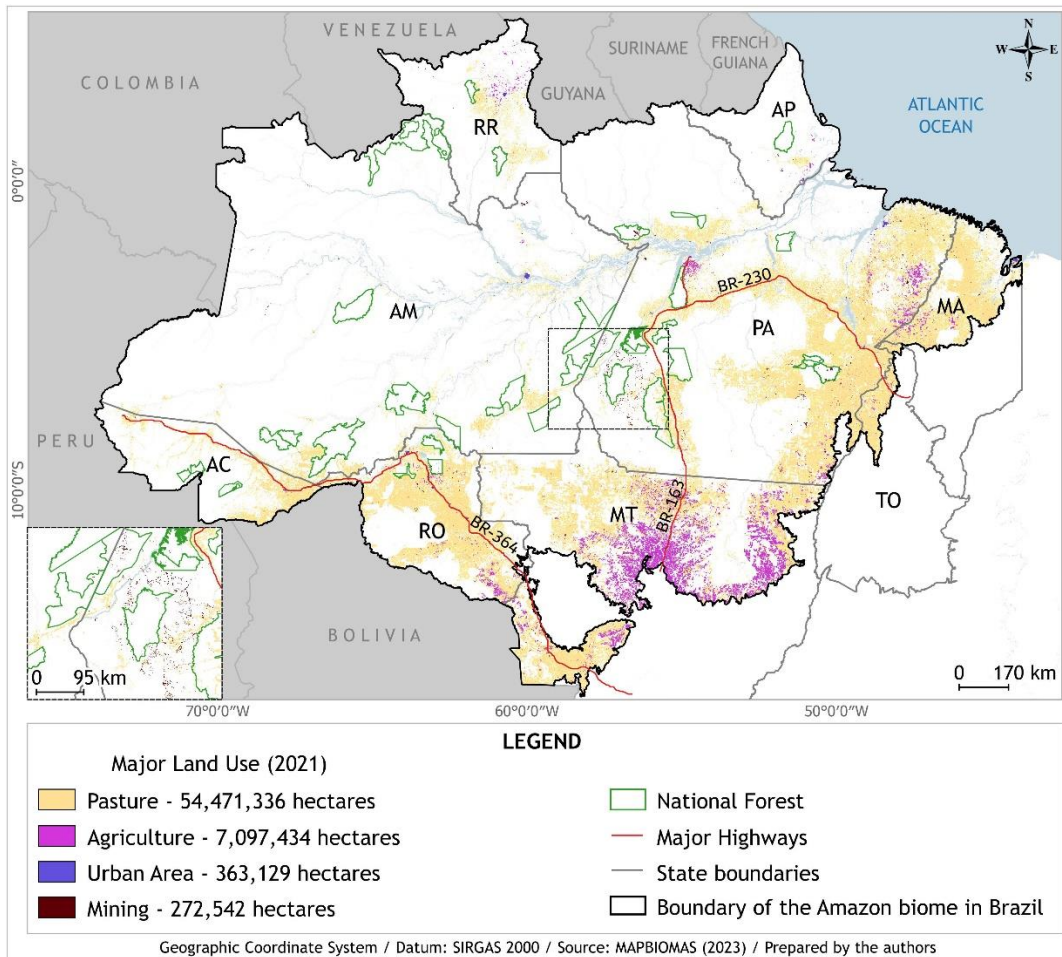 VENEZUELA
SURINAME
FRENCH
GUIANA
N
W E
S
COLOMBIA
GUYANA
ATLANTIC
OCEAN
RR
AP
0°0'0"
AM
BR-230
PA
MA
PERU
AC
10°0'0"S
RO
BR-364
MT
BR-163
TO
BOLIVIA
0 95 km
0 170 km
70°0'0"W
60°0'0"W
50°0'0"W
LEGEND
Major Land Use (2021)
Pasture - 54,471,336 hectares
Agriculture - 7,097,434 hectares
Urban Area - 363,129 hectares
Mining - 272,542 hectares
National Forest
Major Highways
State boundaries
Boundary of the Amazon biome in Brazil
Geographic Coordinate System / Datum: SIRGAS 2000 / Source: MAPBIOMAS (2023) / Prepared by the authors